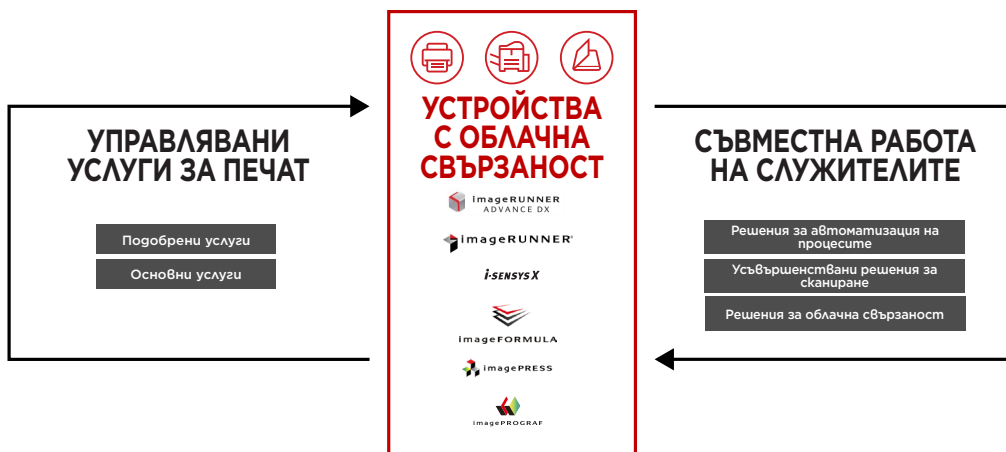 УПРАВЛЯВАНИ
УСЛУГИ ЗА ПЕЧАТ
Подобрени услуги
Основни услуги
УСТРОЙСТВА
С ОБЛАЧНА
СВЪРЗАНОСТ
imageRUNNER
ADVANCE DX
imageRUNNER®
i-SENSYS X
imageFORMULA
imagePRESS
imagePROGRAF
СЪВМЕСТНА РАБОТА
НА СЛУЖИТЕЛИТЕ
Решения за автоматизация на
процесите
Усъвършенствани решения за
сканиране
Решения за облачна свързаност